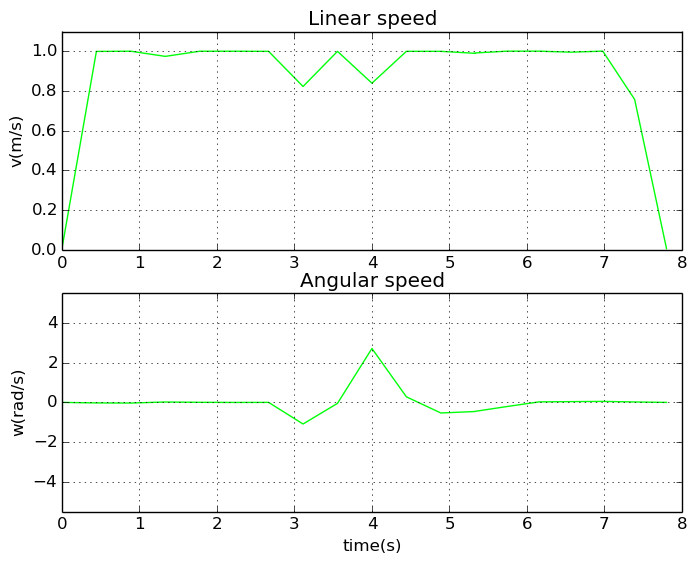 Linear speed
1.0
0.8
0.6
0.4
0.2
0.0
v(m/s)
0 1 2 3 4 5 6 7 8
Angular speed
4
2
0
−2
−4
w(rad/s)
0 1 2 3 4 5 6 7 8
time(s)